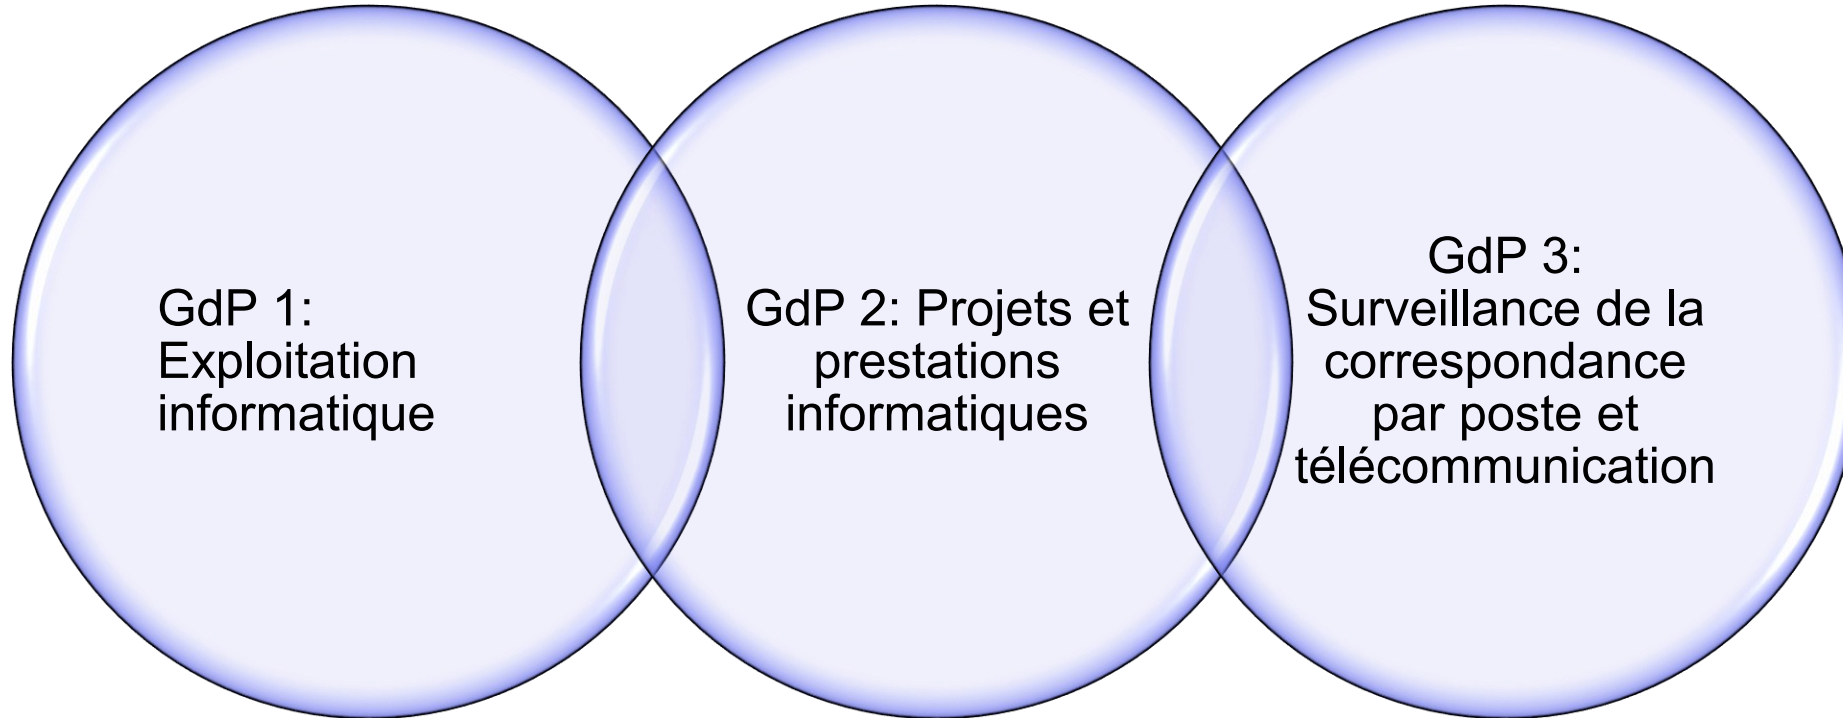 GdP 1:
Exploitation
informatique
GdP 2: Projets et
prestations
informatiques
GdP 3:
Surveillance de la
correspondance
par poste et
télécommunication